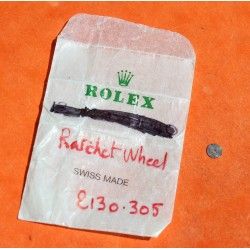 ROLEX
Ratchet Wheel
SWISS MADE
2130.305